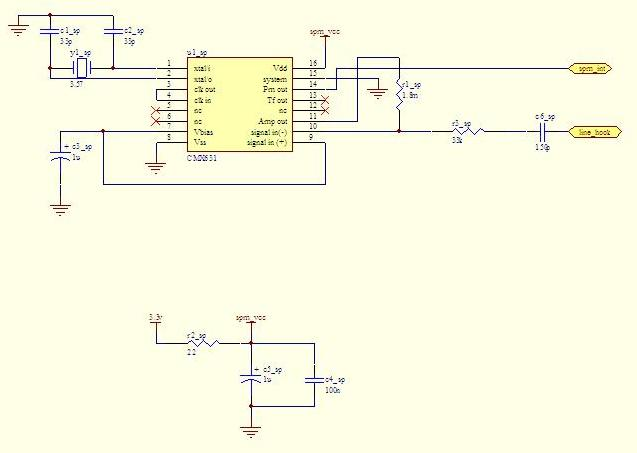 c1_sp
33p
c2_sp
33p
y1_sp
3.57
u1_sp
spm_vcc
1 xtal/i Vdd 16
2 xtal/o system 15
3 clk out Pm out 14
4 clk in Tf out 13
5 nc nc 12
6 nc Amp out 11
7 Vbias signal in(-) 10
8 Vss signal in (+) 9
CMX631
r1_sp
1.8m
spm_int
r3_sp
33k
c6_sp
150p
line_hook
+ c3_sp
1u
3.3v
spm_vcc
r2_sp
22
+ c5_sp
1u
c4_sp
100n